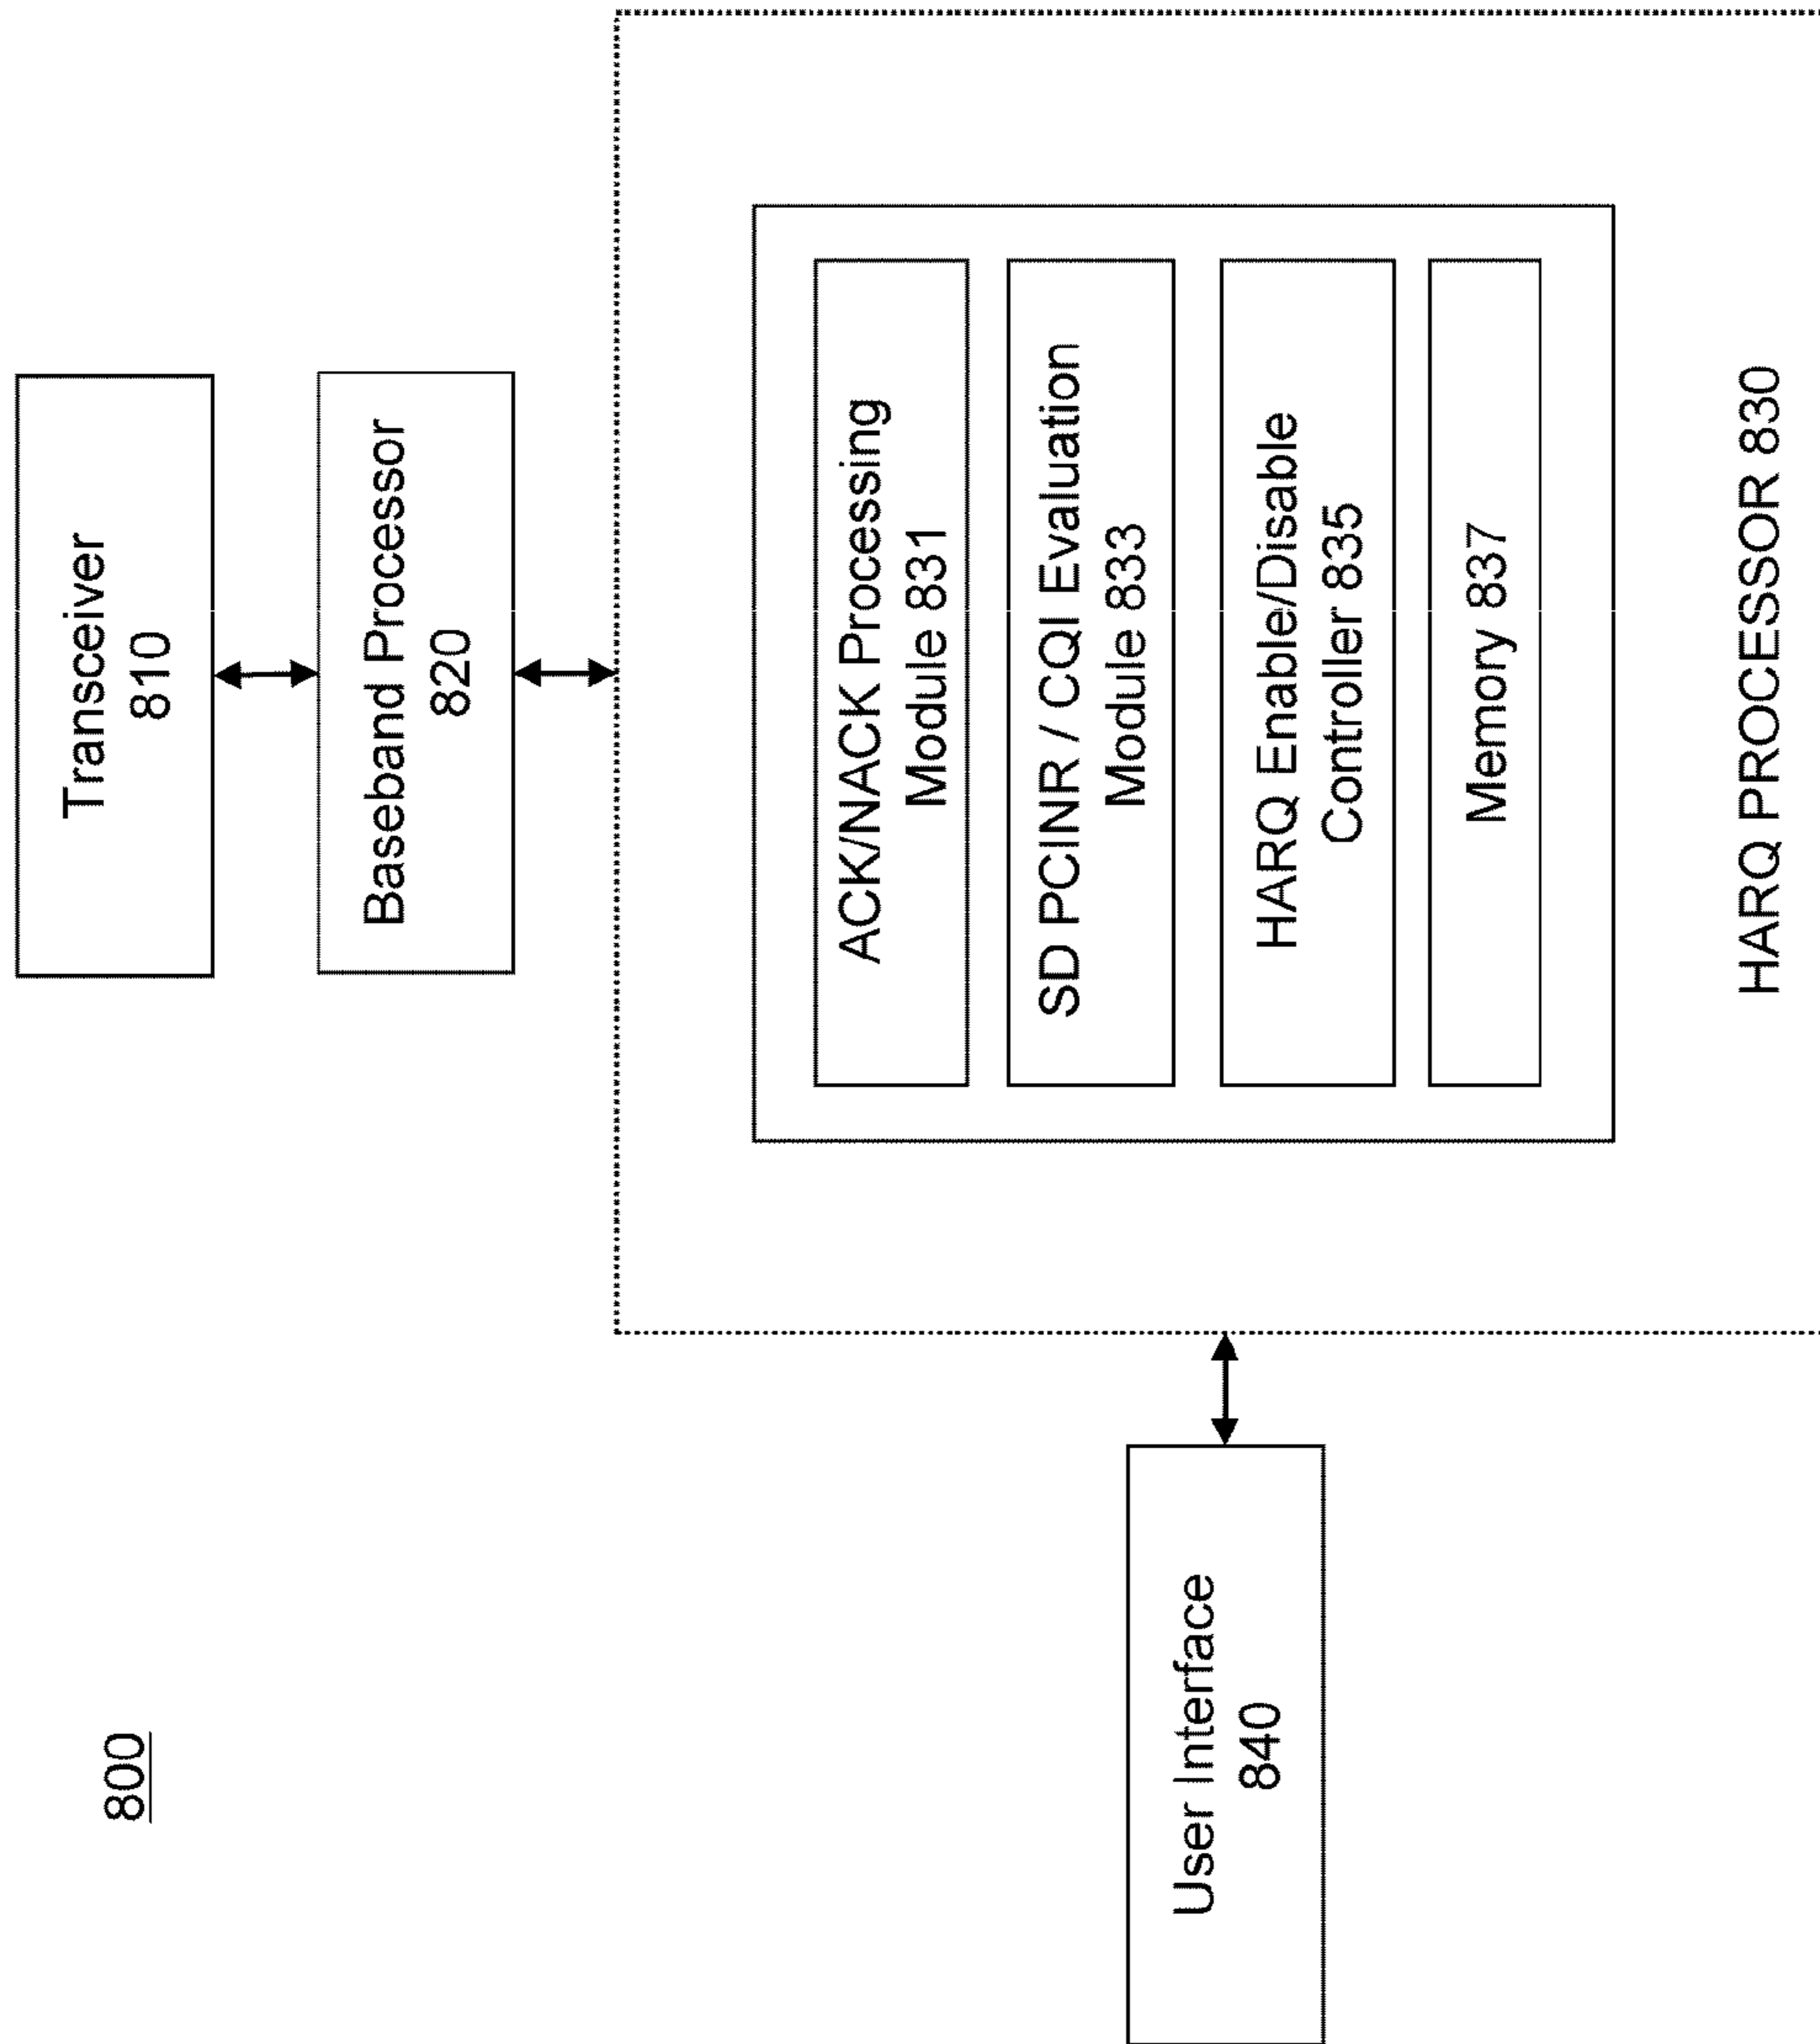 800
Transceiver
810
Baseband Processor
820
User Interface
840
ACK/NACK Processing
Module 831
SD PCINR / CQI Evaluation
Module 833
HARQ Enable/Disable
Controller 835
Memory 837
HARQ PROCESSOR 830